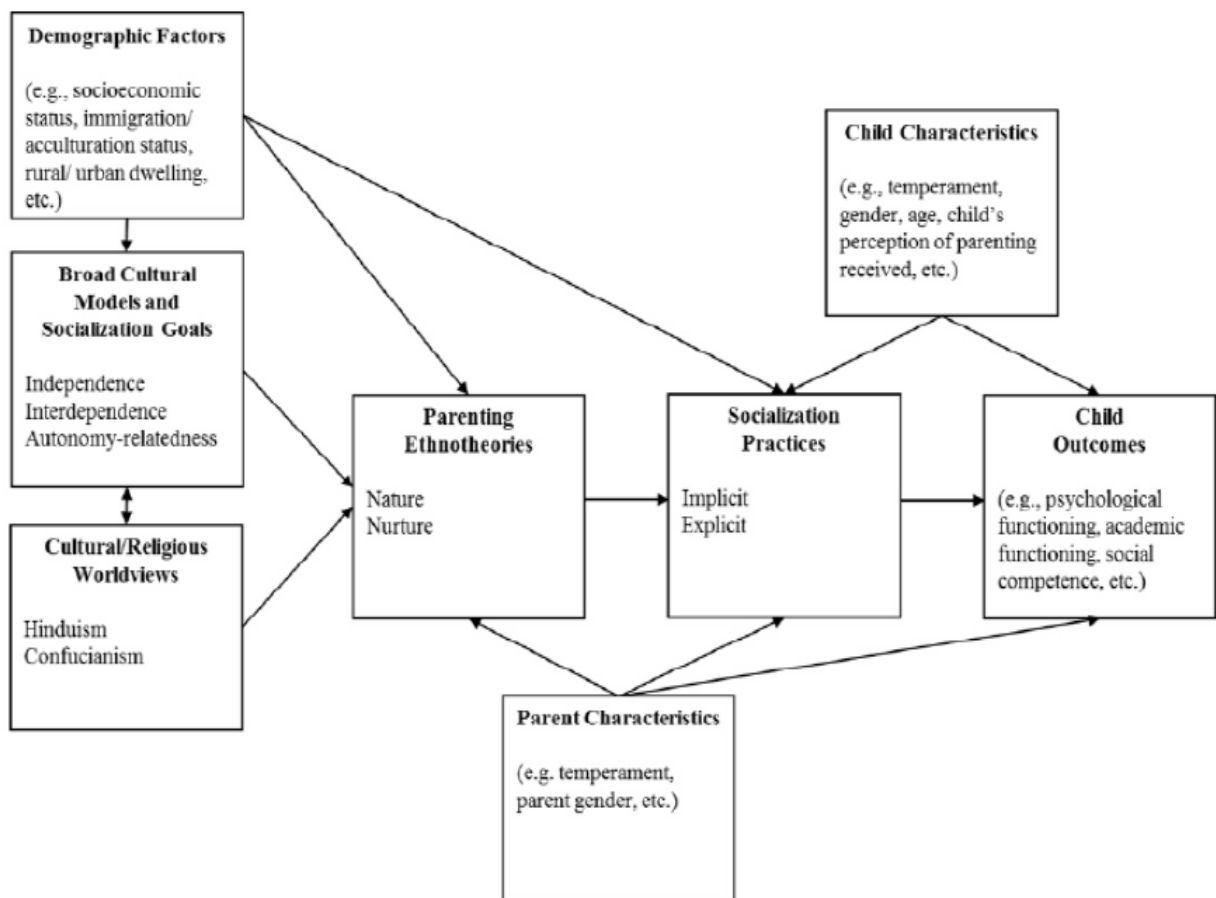 Demographic Factors
(e.g., socioeconomic
status, immigration/
acculturation status,
rural/ urban dwelling,
etc.)
Broad Cultural
Models and
Socialization Goals
Independence
Interdependence
Autonomy-relatedness
Cultural/Religious
Worldviews
Hinduism
Confucianism
Parenting
Ethnotheories
Nature
Nurture
Child Characteristics
(e.g., temperament,
gender, age, child's
perception of parenting
received, etc.)
Socialization
Practices
Implicit
Explicit
Child
Outcomes
(e.g., psychological
functioning, academic
functioning, social
competence, etc.)
Parent Characteristics
(e.g. temperament,
parent gender, etc.)